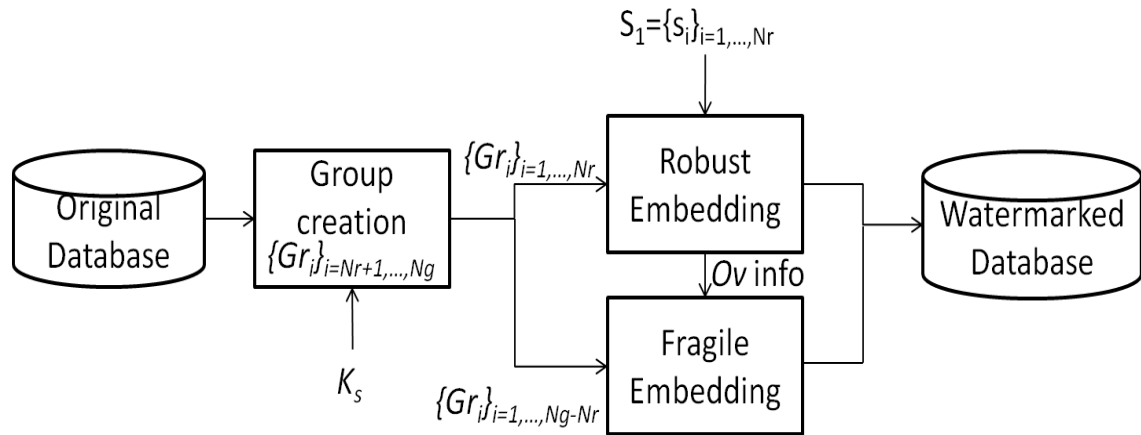 S₁={sᵢ}i=1,...,Nr
Original
Database
Group
creation
{Grᵢ}i=Nr+1,...,Ng
Kₛ
{Grᵢ}i=1,...,Nr
Robust
Embedding
Ov info
Fragile
Embedding
{Grᵢ}i=1,...,Ng-Nr
Watermarked
Database